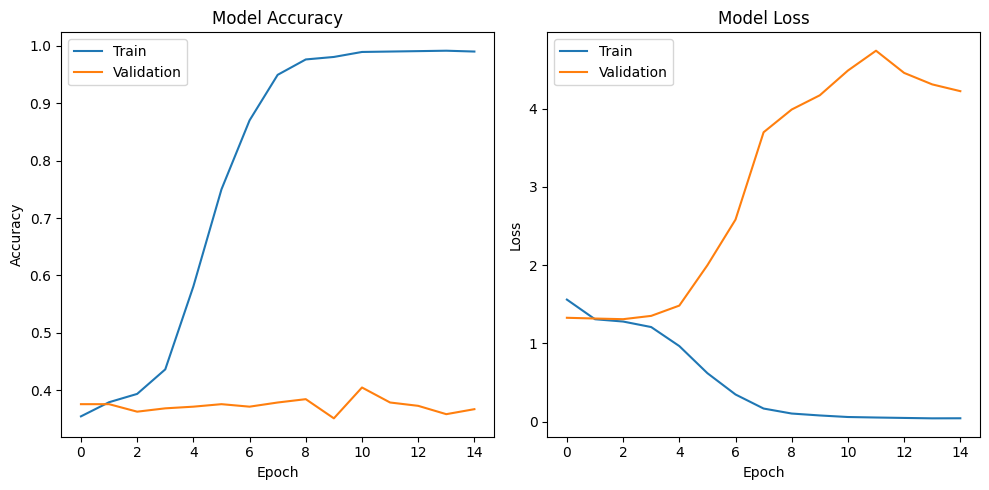 Model Accuracy
Train
Validation
1.0
0.9
0.8
0.7
0.6
0.5
0.4
Accuracy
0 2 4 6 8 10 12 14
Epoch
Model Loss
Train
Validation
4
3
2
1
0
Loss
0 2 4 6 8 10 12 14
Epoch